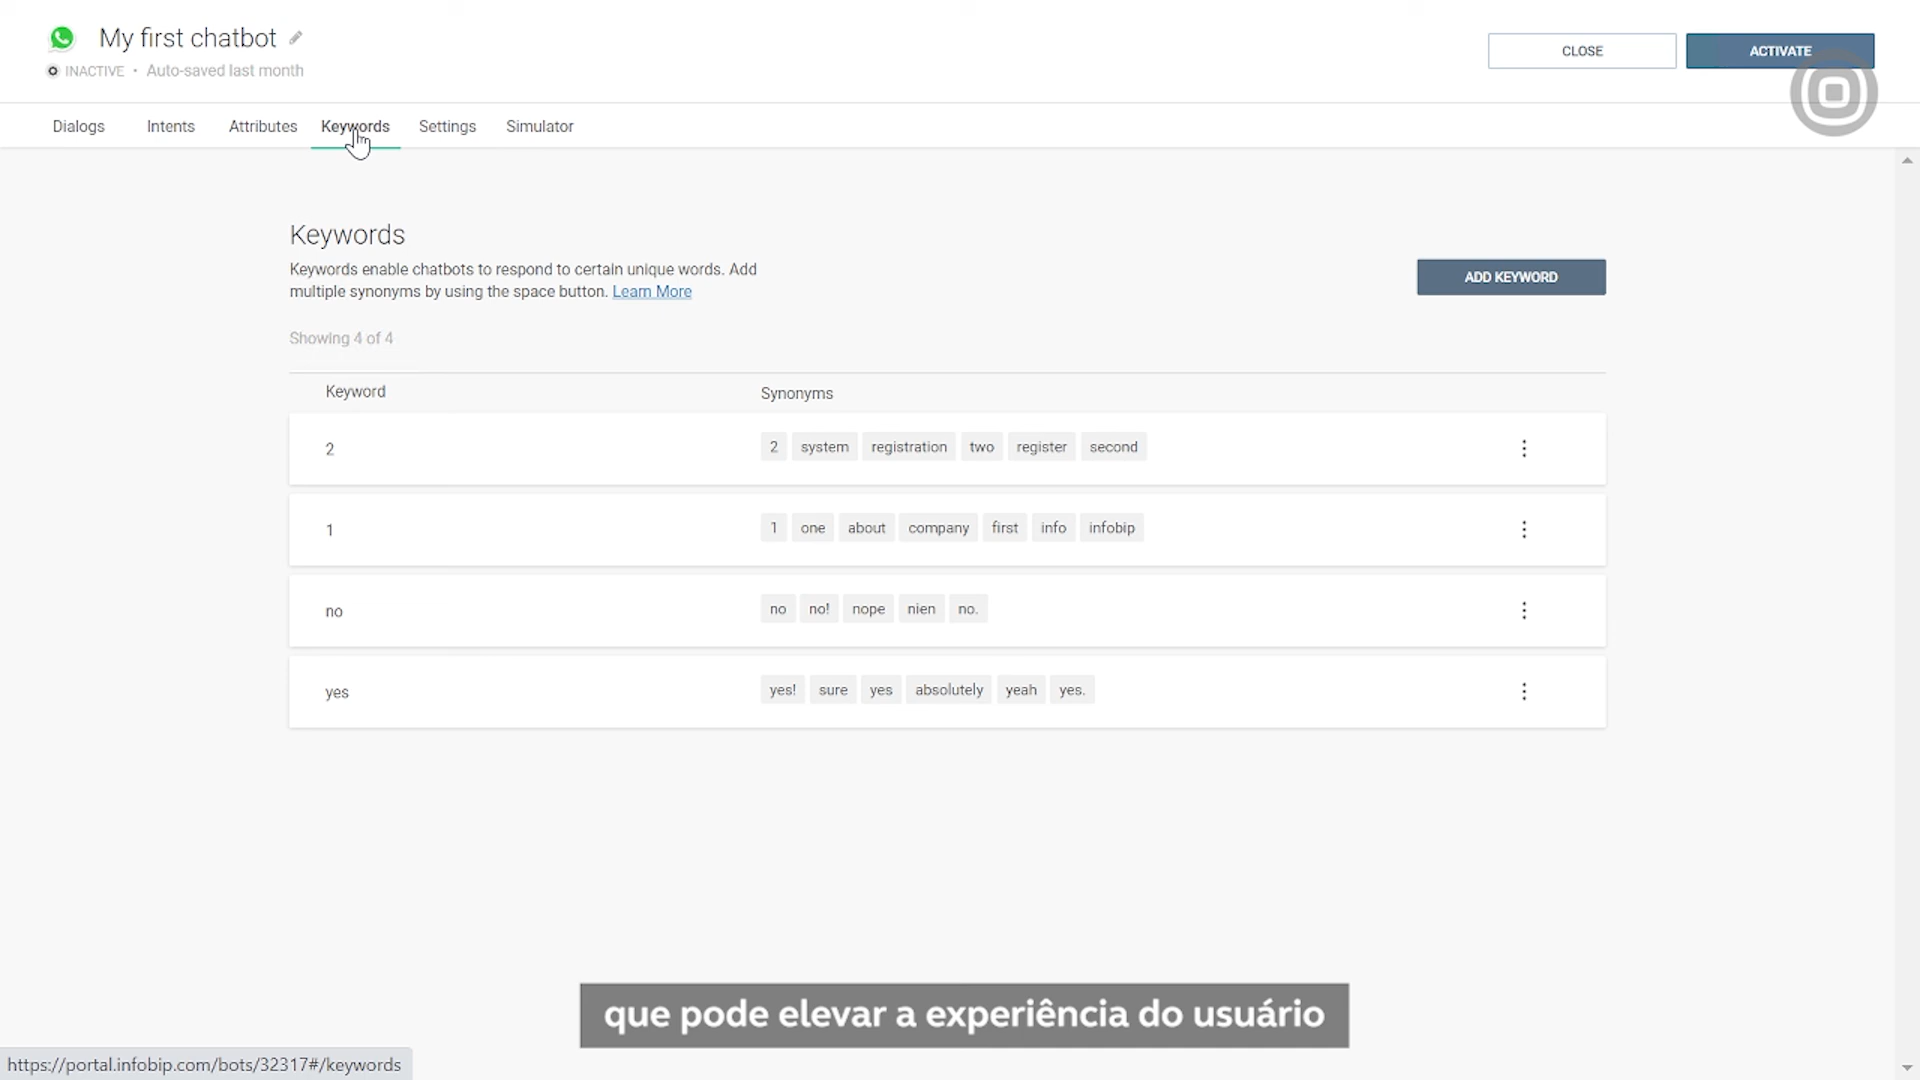 My first chatbot
INACTIVE • Auto-saved last month
CLOSE
ACTIVATE
Dialogs Intents Attributes Keywords Settings Simulator
Keywords
Keywords enable chatbots to respond to certain unique words. Add
multiple synonyms by using the space button. Learn More
ADD KEYWORD
Showing 4 of 4
Keyword Synonyms
2 2 system registration two register second
1 1 one about company first info infobip
no no no! nope nien no.
yes yes! sure yes absolutely yeah yes.
que pode elevar a experiência do usuário
https://portal.infobip.com/bots/32317#/keywords